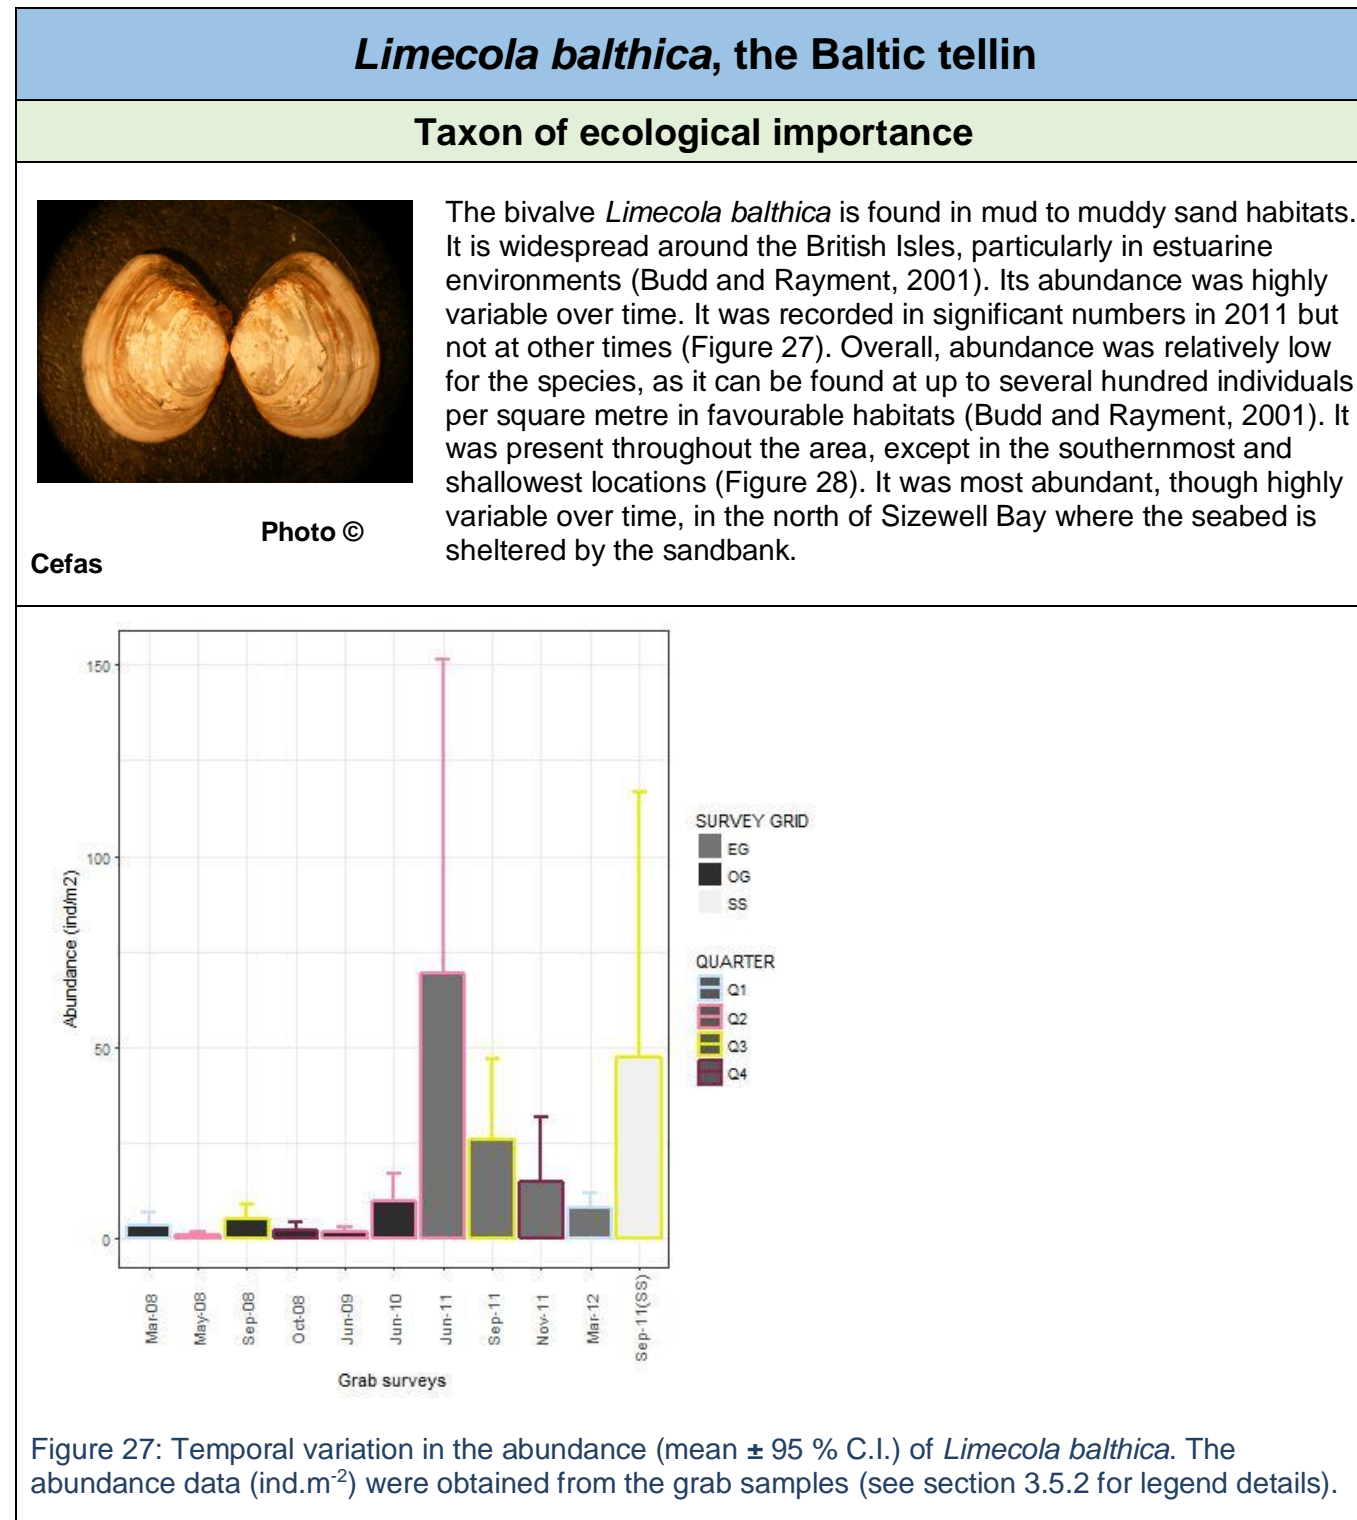 Limecola balthica, the Baltic tellin
Taxon of ecological importance
Photo ©
Cefas
The bivalve Limecola balthica is found in mud to muddy sand habitats.
It is widespread around the British Isles, particularly in estuarine
environments (Budd and Rayment, 2001). Its abundance was highly
variable over time. It was recorded in significant numbers in 2011 but
not at other times (Figure 27). Overall, abundance was relatively low
for the species, as it can be found at up to several hundred individuals
per square metre in favourable habitats (Budd and Rayment, 2001). It
was present throughout the area, except in the southernmost and
shallowest locations (Figure 28). It was most abundant, though highly
variable over time, in the north of Sizewell Bay where the seabed is
sheltered by the sandbank.
Abundance (ind/m2)
150
100
50
0
Mar-08
May-08
Sep-08
Oct-08
Jun-09
Jun-10
Jun-11
Sep-11
Nov-11
Mar-12
Sep-11(SS)
Grab surveys
SURVEY GRID
EG
OG
SS
QUARTER
Q1
Q2
Q3
Q4
Figure 27: Temporal variation in the abundance (mean ± 95 % C.I.) of Limecola balthica. The
abundance data (ind.m-2) were obtained from the grab samples (see section 3.5.2 for legend details).